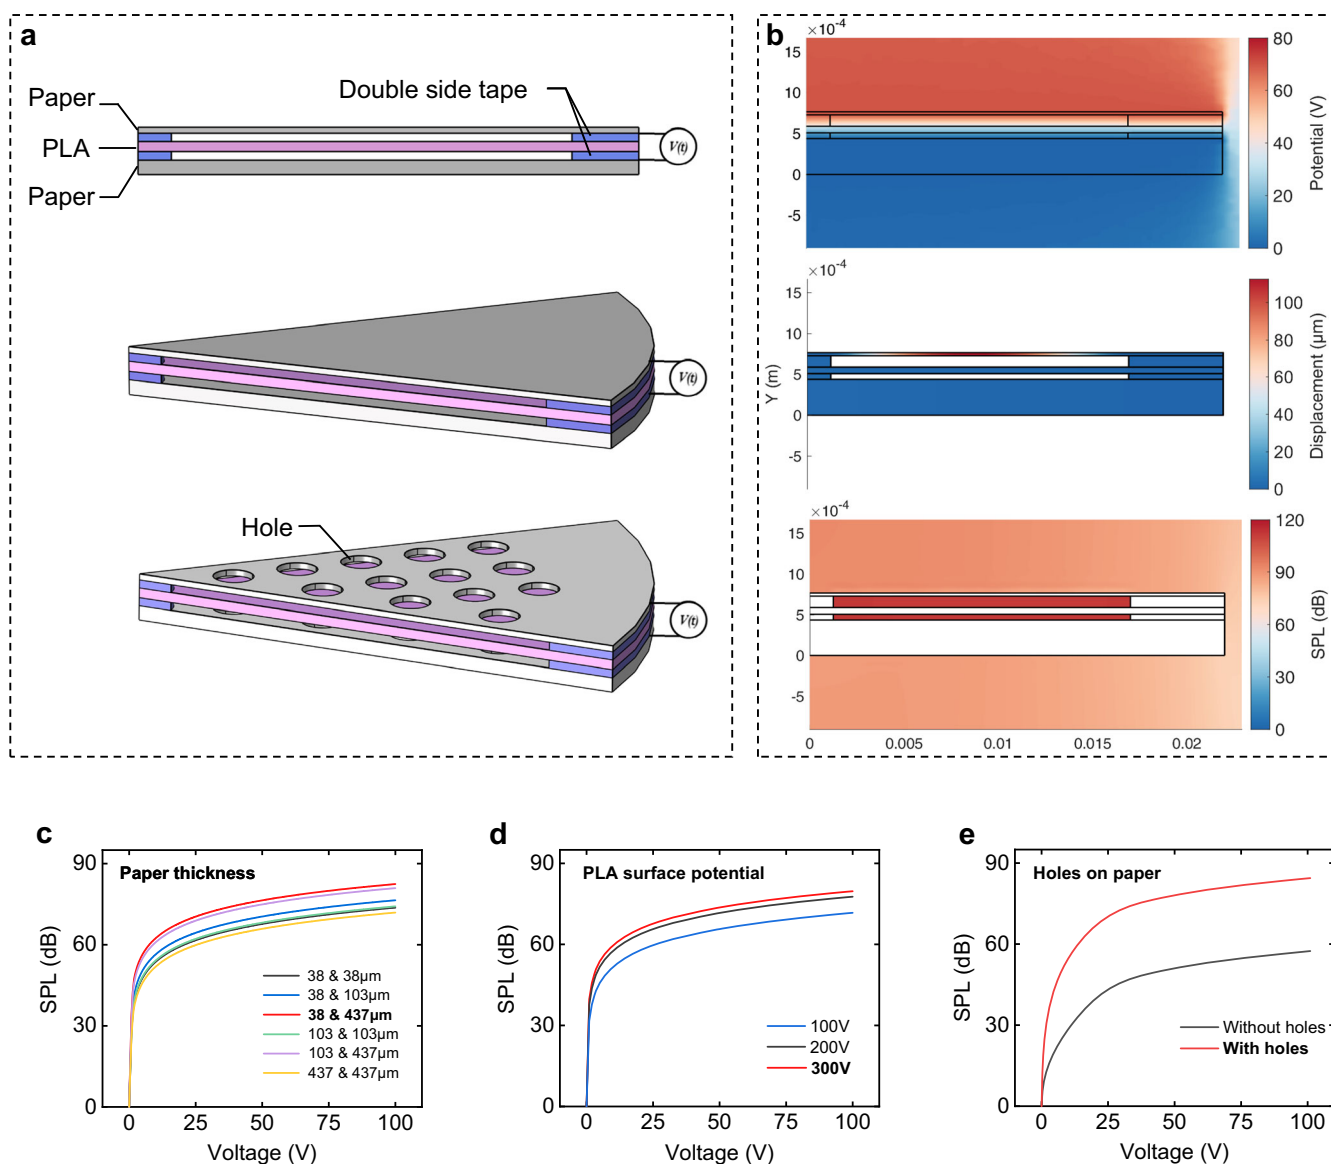 a
Paper
PLA
Paper
Double side tape
V(t)
V(t)
Hole
V(t)
b
×10⁻⁴
15
10
5
0
-5
80
60
40
20
0
Potential (V)
×10⁻⁴
15
10
5
0
-5
Y (m)
100
80
60
40
20
0
Displacement (μm)
×10⁻⁴
15
10
5
0
-5
0 0.005 0.01 0.015 0.02
120
90
60
30
0
SPL (dB)
c
Paper thickness
90
60
30
0
SPL (dB)
38 & 38μm
38 & 103μm
38 & 437μm
103 & 103μm
103 & 437μm
437 & 437μm
0 25 50 75 100
Voltage (V)
d
PLA surface potential
90
60
30
0
SPL (dB)
100V
200V
300V
0 25 50 75 100
Voltage (V)
e
Holes on paper
90
60
30
0
SPL (dB)
Without holes
With holes
0 25 50 75 100
Voltage (V)